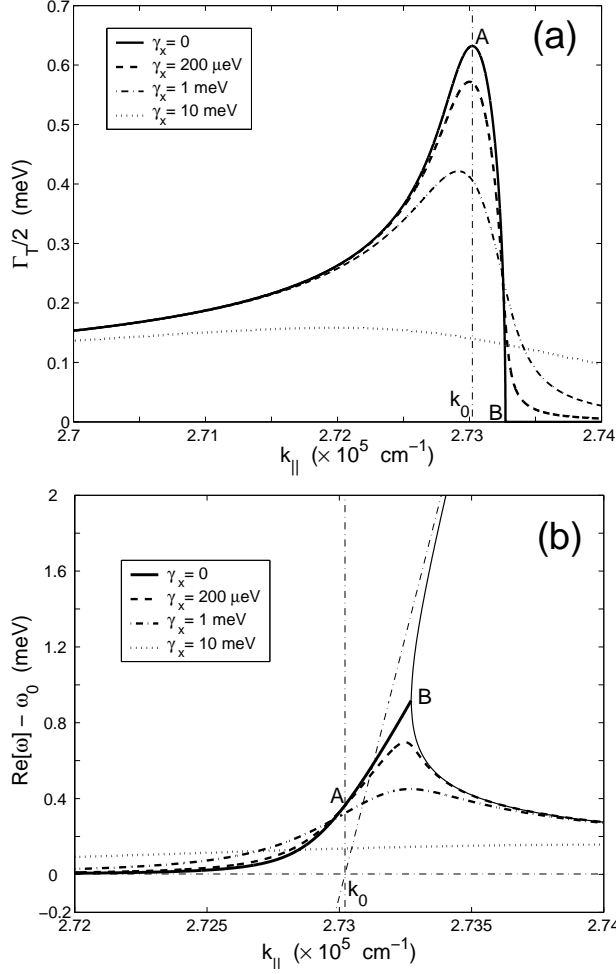 0.7
(a)
γx= 0
γx= 200 μeV
γx= 1 meV
γx= 10 meV
A
0.6
0.5
0.4
0.3
0.2
0.1
0
ΓT/2 (meV)
k0
B
2.7
2.71
2.72
2.73
2.74
k|| (× 10⁵ cm⁻¹)
2
(b)
γx= 0
γx= 200 μeV
γx= 1 meV
γx= 10 meV
1.6
1.2
0.8
0.4
0
−0.2
Re[ω] − ω0 (meV)
B
A
k0
2.72
2.725
2.73
2.735
2.74
k|| (× 10⁵ cm⁻¹)